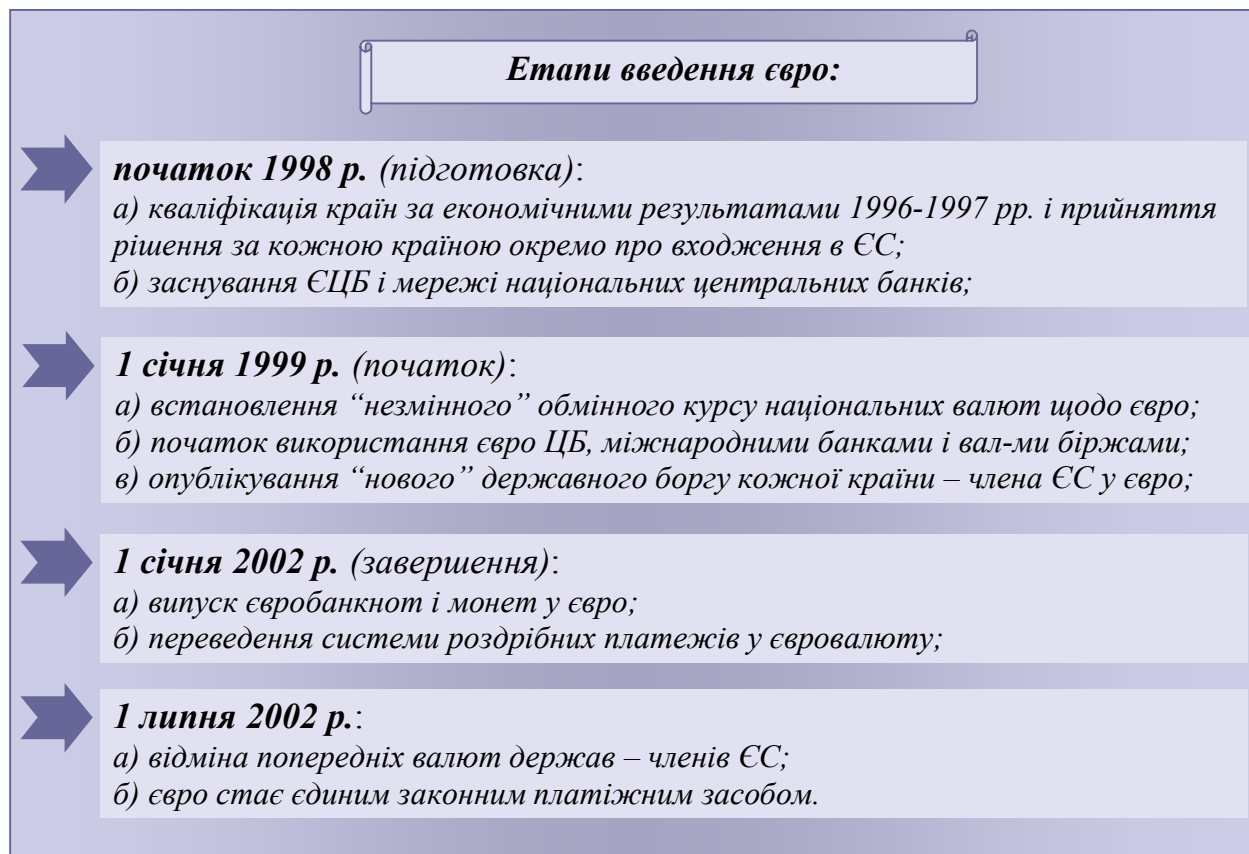 Етапи введення євро:
початок 1998 р. (підготовка):
а) кваліфікація країн за економічними результатами 1996-1997 рр. і прийняття
рішення за кожною країною окремо про входження в ЄС;
б) заснування ЄЦБ і мережі національних центральних банків;
1 січня 1999 р. (початок):
а) встановлення “незмінного” обмінного курсу національних валют щодо євро;
б) початок використання євро ЦБ, міжнародними банками і вал-ми біржами;
в) опублікування “нового” державного боргу кожної країни – члена ЄС у євро;
1 січня 2002 р. (завершення):
а) випуск євробанкнот і монет у євро;
б) переведення системи роздрібних платежів у євровалюту;
1 липня 2002 р.:
а) відміна попередніх валют держав – членів ЄС;
б) євро стає єдиним законним платіжним засобом.